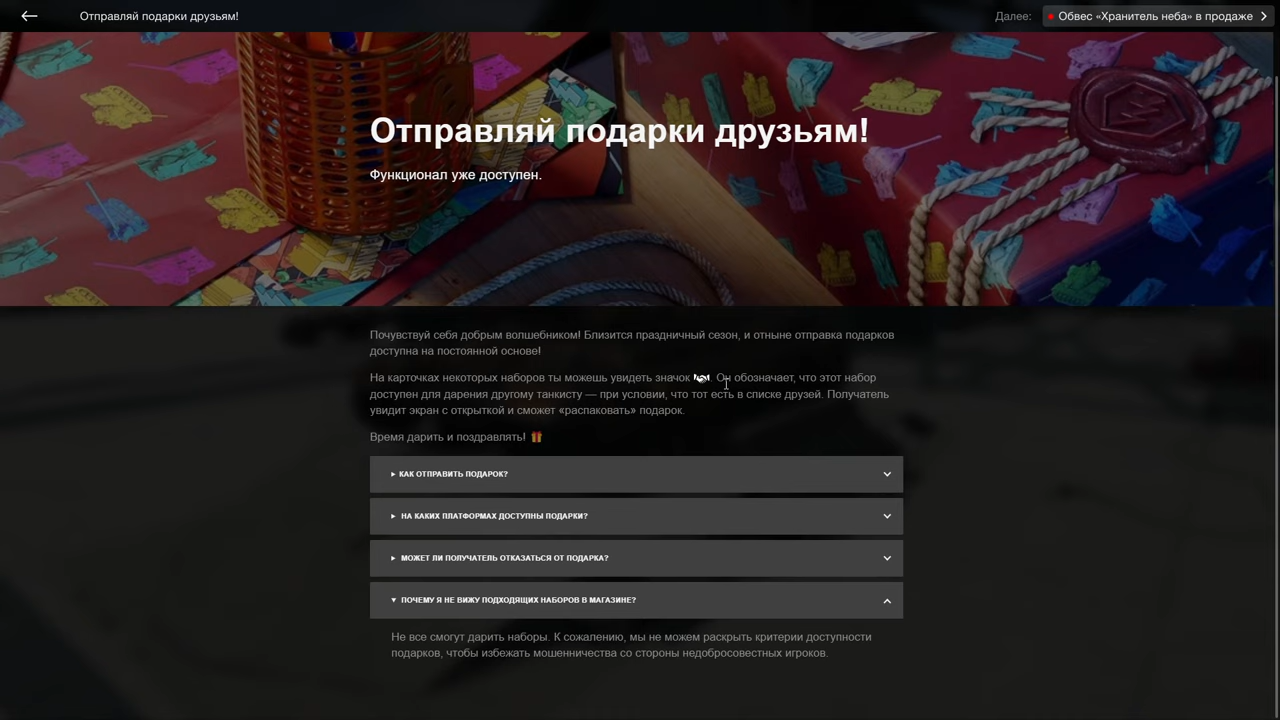 Отправляй подарки друзьям!
Далее:
Обвес «Хранитель неба» в продаже
Отправляй подарки друзьям!
Функционал уже доступен.
Почувствуй себя добрым волшебником! Близится праздничный сезон, и отныне отправка подарков
доступна на постоянной основе!
На карточках некоторых наборов ты можешь увидеть значок . Он обозначает, что этот набор
доступен для дарения другому танкисту — при условии, что тот есть в списке друзей. Получатель
увидит экран с открыткой и сможет «распаковать» подарок.
Время дарить и поздравлять!
КАК ОТПРАВИТЬ ПОДАРОК?
НА КАКИХ ПЛАТФОРМАХ ДОСТУПНЫ ПОДАРКИ?
МОЖЕТ ЛИ ПОЛУЧАТЕЛЬ ОТКАЗАТЬСЯ ОТ ПОДАРКА?
ПОЧЕМУ Я НЕ ВИЖУ ПОДХОДЯЩИХ НАБОРОВ В МАГАЗИНЕ?
Не все смогут дарить наборы. К сожалению, мы не можем раскрыть критерии доступности
подарков, чтобы избежать мошенничества со стороны недобросовестных игроков.